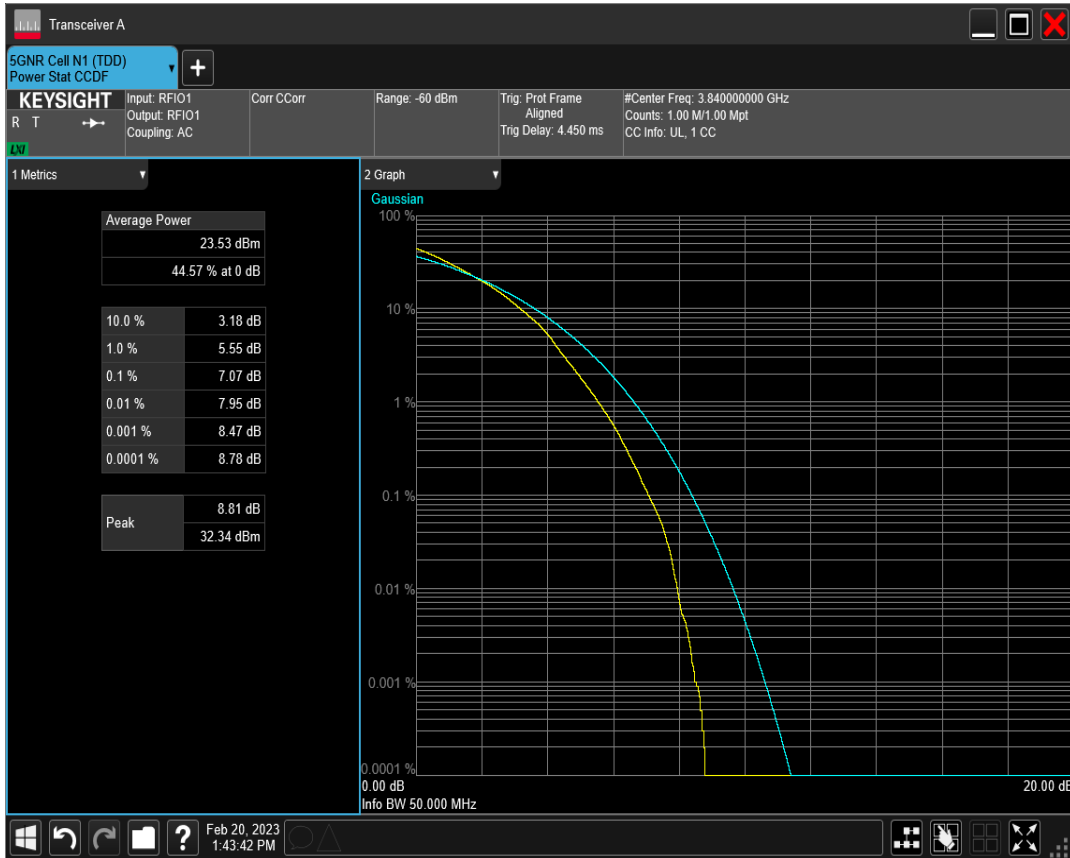 Transceiver A
5GNR Cell N1 (TDD)
Power Stat CCDF
+
KEYSIGHT
R T
LXI
Input: RFIO1
Output: RFIO1
Coupling: AC
Corr CCorr
Range: -60 dBm
Trig: Prot Frame
Aligned
Trig Delay: 4.450 ms
#Center Freq: 3.840000000 GHz
Counts: 1.00 M/1.00 Mpt
CC Info: UL, 1 CC
1 Metrics
Average Power
23.53 dBm
44.57 % at 0 dB
10.0 % 3.18 dB
1.0 % 5.55 dB
0.1 % 7.07 dB
0.01 % 7.95 dB
0.001 % 8.47 dB
0.0001 % 8.78 dB
Peak
8.81 dB
32.34 dBm
2 Graph
Gaussian
100 %
10 %
1 %
0.1 %
0.01 %
0.001 %
0.0001 %
0.00 dB
20.00 dB
Info BW 50.000 MHz
?
Feb 20, 2023
1:43:42 PM